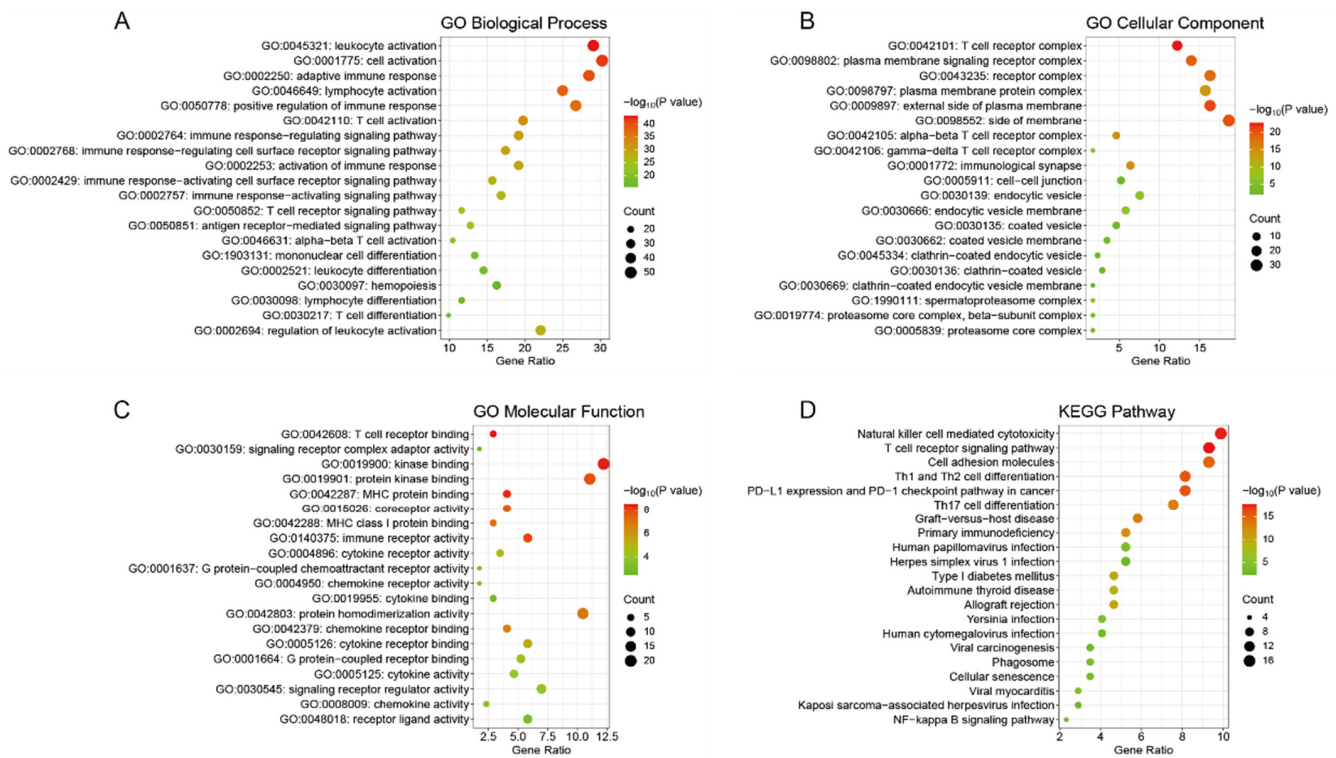 A
GO Biological Process
GO:0045321: leukocyte activation
GO:0001775: cell activation
GO:0002250: adaptive immune response
GO:0046649: lymphocyte activation
GO:0050778: positive regulation of immune response
GO:0042110: T cell activation
GO:0002764: immune response-regulating signaling pathway
GO:0002768: immune response-regulating cell surface receptor signaling pathway
GO:0002253: activation of immune response
GO:0002429: immune response-activating cell surface receptor signaling pathway
GO:0002757: immune response-activating signaling pathway
GO:0050852: T cell receptor signaling pathway
GO:0050851: antigen receptor-mediated signaling pathway
GO:0046631: alpha-beta T cell activation
GO:1903131: mononuclear cell differentiation
GO:0002521: leukocyte differentiation
GO:0030097: hemopoiesis
GO:0030098: lymphocyte differentiation
GO:0030217: T cell differentiation
GO:0002694: regulation of leukocyte activation
10 15 20 25 30
Gene Ratio
-log10(P value)
40
35
30
25
20
Count
20
30
40
50
B
GO Cellular Component
GO:0042101: T cell receptor complex
GO:0098802: plasma membrane signaling receptor complex
GO:0043235: receptor complex
GO:0098797: plasma membrane protein complex
GO:0009897: external side of plasma membrane
GO:0098552: side of membrane
GO:0042105: alpha-beta T cell receptor complex
GO:0042106: gamma-delta T cell receptor complex
GO:0001772: immunological synapse
GO:0005911: cell-cell junction
GO:0030139: endocytic vesicle
GO:0030666: endocytic vesicle membrane
GO:0030135: coated vesicle
GO:0030662: coated vesicle membrane
GO:0045334: clathrin-coated endocytic vesicle
GO:0030136: clathrin-coated vesicle
GO:0030669: clathrin-coated endocytic vesicle membrane
GO:1990111: spermatoproteasome complex
GO:0019774: proteasome core complex, beta-subunit complex
GO:0005839: proteasome core complex
5 10 15
Gene Ratio
-log10(P value)
20
15
10
5
Count
10
20
30
C
GO Molecular Function
GO:0042608: T cell receptor binding
GO:0030159: signaling receptor complex adaptor activity
GO:0019900: kinase binding
GO:0019901: protein kinase binding
GO:0042287: MHC protein binding
GO:0015026: coreceptor activity
GO:0042288: MHC class I protein binding
GO:0140375: immune receptor activity
GO:0004896: cytokine receptor activity
GO:0001637: G protein-coupled chemoattractant receptor activity
GO:0004950: chemokine receptor activity
GO:0019955: cytokine binding
GO:0042803: protein homodimerization activity
GO:0042379: chemokine receptor binding
GO:0005126: cytokine receptor binding
GO:0001664: G protein-coupled receptor binding
GO:0005125: cytokine activity
GO:0030545: signaling receptor regulator activity
GO:0008009: chemokine activity
GO:0048018: receptor ligand activity
2.5 5.0 7.5 10.0 12.5
Gene Ratio
-log10(P value)
8
6
4
Count
5
10
15
20
D
KEGG Pathway
Natural killer cell mediated cytotoxicity
T cell receptor signaling pathway
Cell adhesion molecules
Th1 and Th2 cell differentiation
PD-L1 expression and PD-1 checkpoint pathway in cancer
Th17 cell differentiation
Graft-versus-host disease
Primary immunodeficiency
Human papillomavirus infection
Herpes simplex virus 1 infection
Type I diabetes mellitus
Autoimmune thyroid disease
Allograft rejection
Yersinia infection
Human cytomegalovirus infection
Viral carcinogenesis
Phagosome
Cellular senescence
Viral myocarditis
Kaposi sarcoma-associated herpesvirus infection
NF-kappa B signaling pathway
2 4 6 8 10
Gene Ratio
-log10(P value)
15
10
5
Count
4
8
12
16